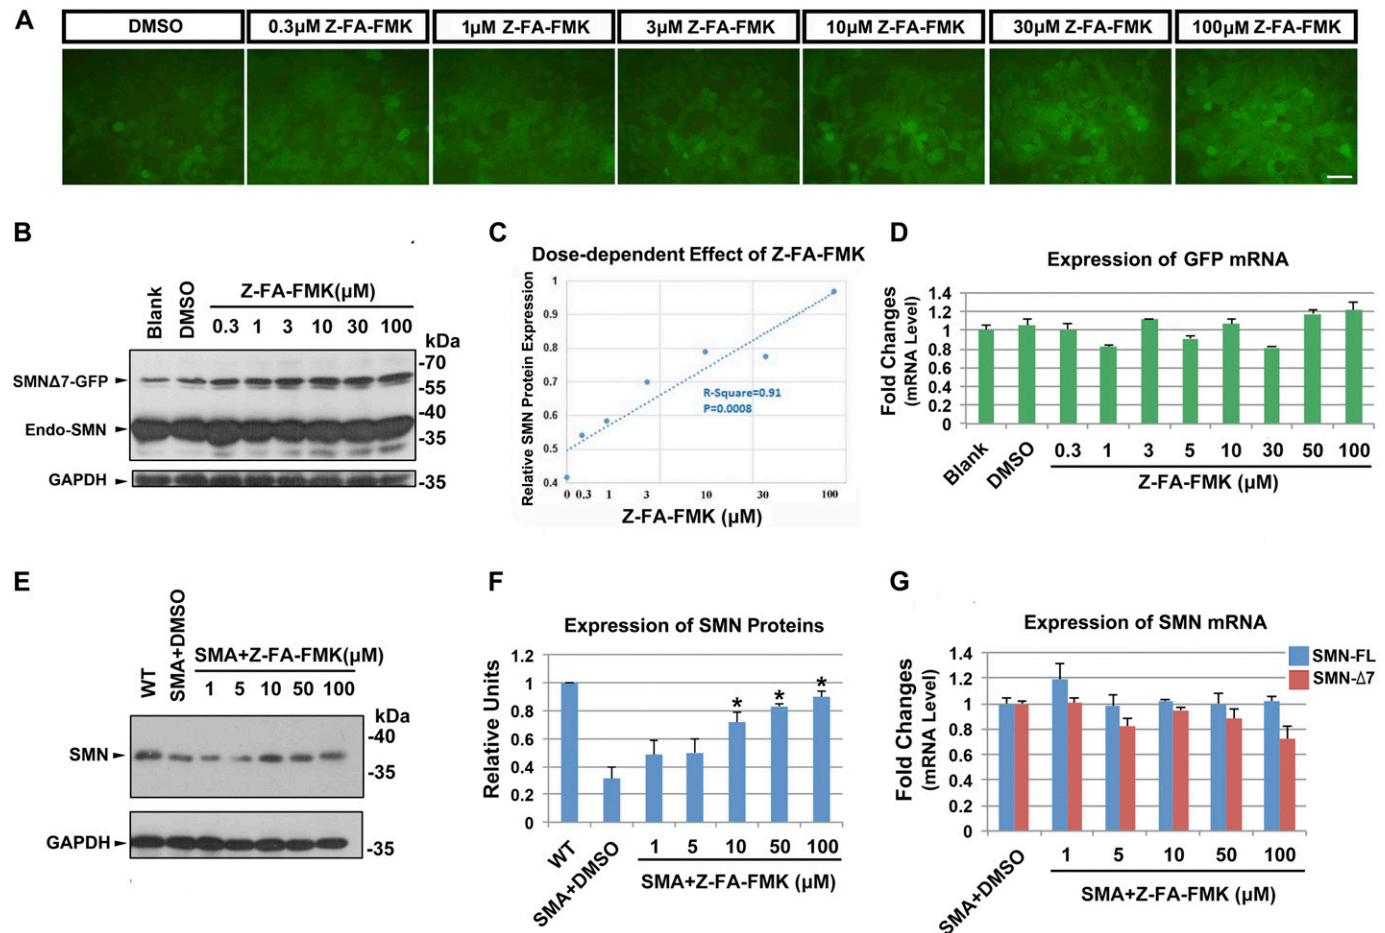 A
DMSO
0.3µM Z-FA-FMK
1µM Z-FA-FMK
3µM Z-FA-FMK
10µM Z-FA-FMK
30µM Z-FA-FMK
100µM Z-FA-FMK
B
Blank
DMSO
Z-FA-FMK(µM)
0.3 1 3 10 30 100
kDa
-70
SMNΔ7-GFP
-55
-40
Endo-SMN
-35
GAPDH
-35
C
Dose-dependent Effect of Z-FA-FMK
Relative SMN Protein Expression
1
0.9
0.8
0.7
0.6
0.5
0.4
R-Square=0.91
P=0.0008
0 0.3 1 3 10 30 100
Z-FA-FMK (µM)
D
Expression of GFP mRNA
Fold Changes
(mRNA Level)
1.4
1.2
1
0.8
0.6
0.4
0.2
0
Blank
DMSO
0.3 1 3 5 10 30 50 100
Z-FA-FMK (µM)
E
WT
SMA+DMSO
SMA+Z-FA-FMK(µM)
1 5 10 50 100
kDa
-40
SMN
-35
GAPDH
-35
F
Expression of SMN Proteins
Relative Units
1.2
1
0.8
0.6
0.4
0.2
0
* * *
WT
SMA+DMSO
1 5 10 50 100
SMA+Z-FA-FMK (µM)
G
Expression of SMN mRNA
SMN-FL
SMN-Δ7
Fold Changes
(mRNA Level)
1.4
1.2
1
0.8
0.6
0.4
0.2
0
SMA+DMSO
1 5 10 50 100
SMA+Z-FA-FMK (µM)